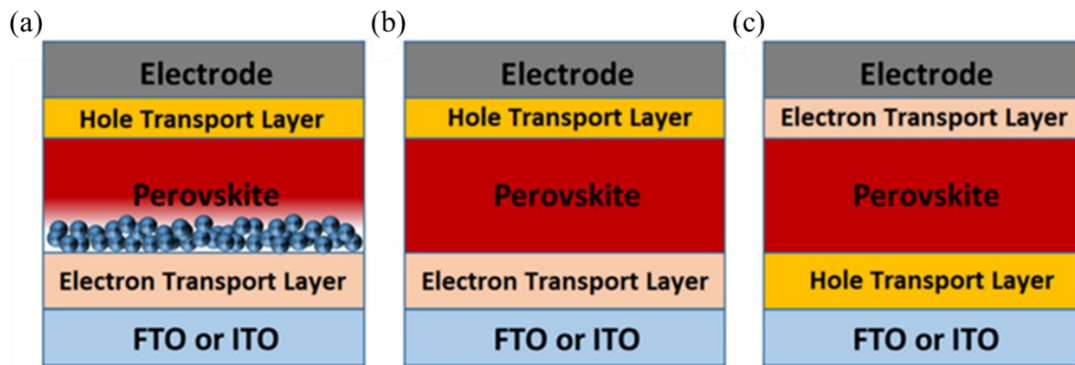 (a)
Electrode
Hole Transport Layer
Perovskite
Electron Transport Layer
FTO or ITO
(b)
Electrode
Hole Transport Layer
Perovskite
Electron Transport Layer
FTO or ITO
(c)
Electrode
Electron Transport Layer
Perovskite
Hole Transport Layer
FTO or ITO